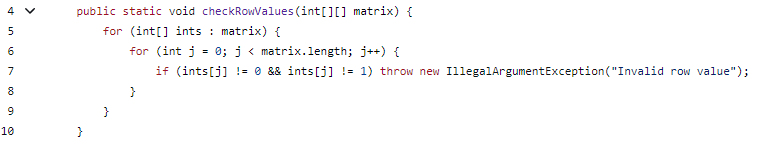 4 public static void checkRowValues(int[][] matrix) {
5 for (int[] ints : matrix) {
6 for (int j = 0; j < matrix.length; j++) {
7 if (ints[j] != 0 && ints[j] != 1) throw new IllegalArgumentException("Invalid row value");
8 }
9 }
10 }